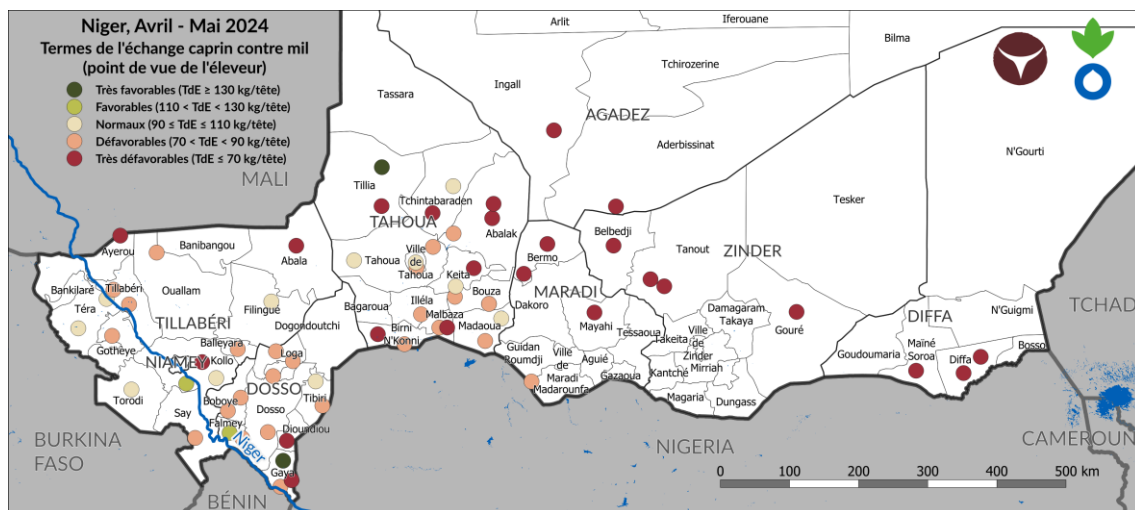 Niger, Avril - Mai 2024
Termes de l'échange caprin contre mil
(point de vue de l'éleveur)
Très favorables (TdE ≥ 130 kg/tête)
Favorables (110 < TdE < 130 kg/tête)
Normaux (90 ≤ TdE ≤ 110 kg/tête)
Défavorables (70 < TdE < 90 kg/tête)
Très défavorables (TdE ≤ 70 kg/tête)
Arlit
Iferouane
Bilma
Tchirozerine
Ingall
Tassara
AGADEZ
Aderbissinat
N'Gourti
MALI
Tillia
Tchintabaraden
Tesker
TAHOUA
Abalak
Belbedji
Tanout
ZINDER
Ayerou
Banibangou
Abala
Tahoua
Ville
de
Tahoua
Keita
Bermo
Bankilaré
Tillabéri
Ouallam
Bouza
Dakoro
MARADI
TCHAD
Téra
Filingué
Bagaroua
Illéla
Malbaza
Damagaram
Takaya
Gouré
DIFFA
N'Guigmi
TILLABÉRI
Dogondoutchi
Birn
N'Konni
Madaoua
Mayahi
Tessaoua
Takeita
Ville
de
Zinder
Mirriah
Goudoumaria
Maïné
Soroa
Diffa
Bosso
Gothèye
Balleyara
Loga
Guidan
Roumdji
Ville
de
Maradi
Madarounfa
Aguié
Gazaoua
Kantché
NIAMEY
Kollo
Torodi
DOSSO
Tibiri
Magaria
Dungass
Say
Boboye
Dosso
Falmey
Dioundiou
BURKINA
FASO
Niger
NIGERIA
CAMEROUN
Gaya
BÉNIN
0 100 200 300 400 500 km